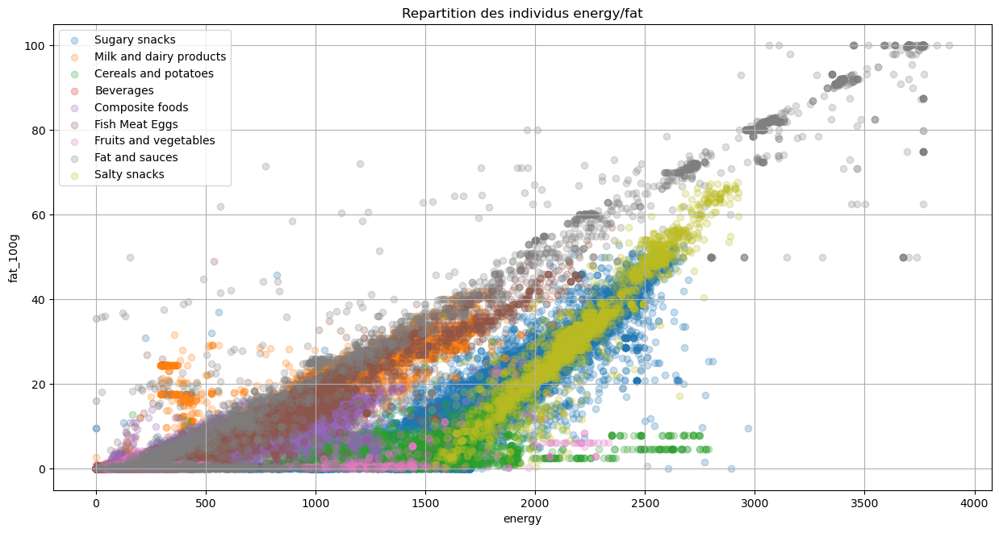 Repartition des individus energy/fat
Sugary snacks
Milk and dairy products
Cereals and potatoes
Beverages
Composite foods
Fish Meat Eggs
Fruits and vegetables
Fat and sauces
Salty snacks
100
80
60
40
20
0
fat_100g
0 500 1000 1500 2000 2500 3000 3500 4000
energy